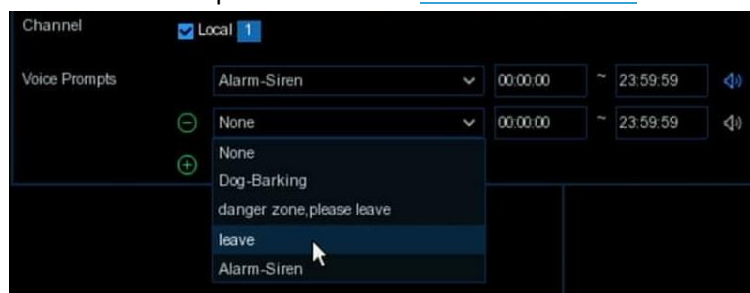 Channel Local 1
Voice Prompts Alarm-Siren 00:00:00 ~ 23:59:59
None 00:00:00 ~ 23:59:59
None
Dog-Barking
danger zone,please leave
leave
Alarm-Siren